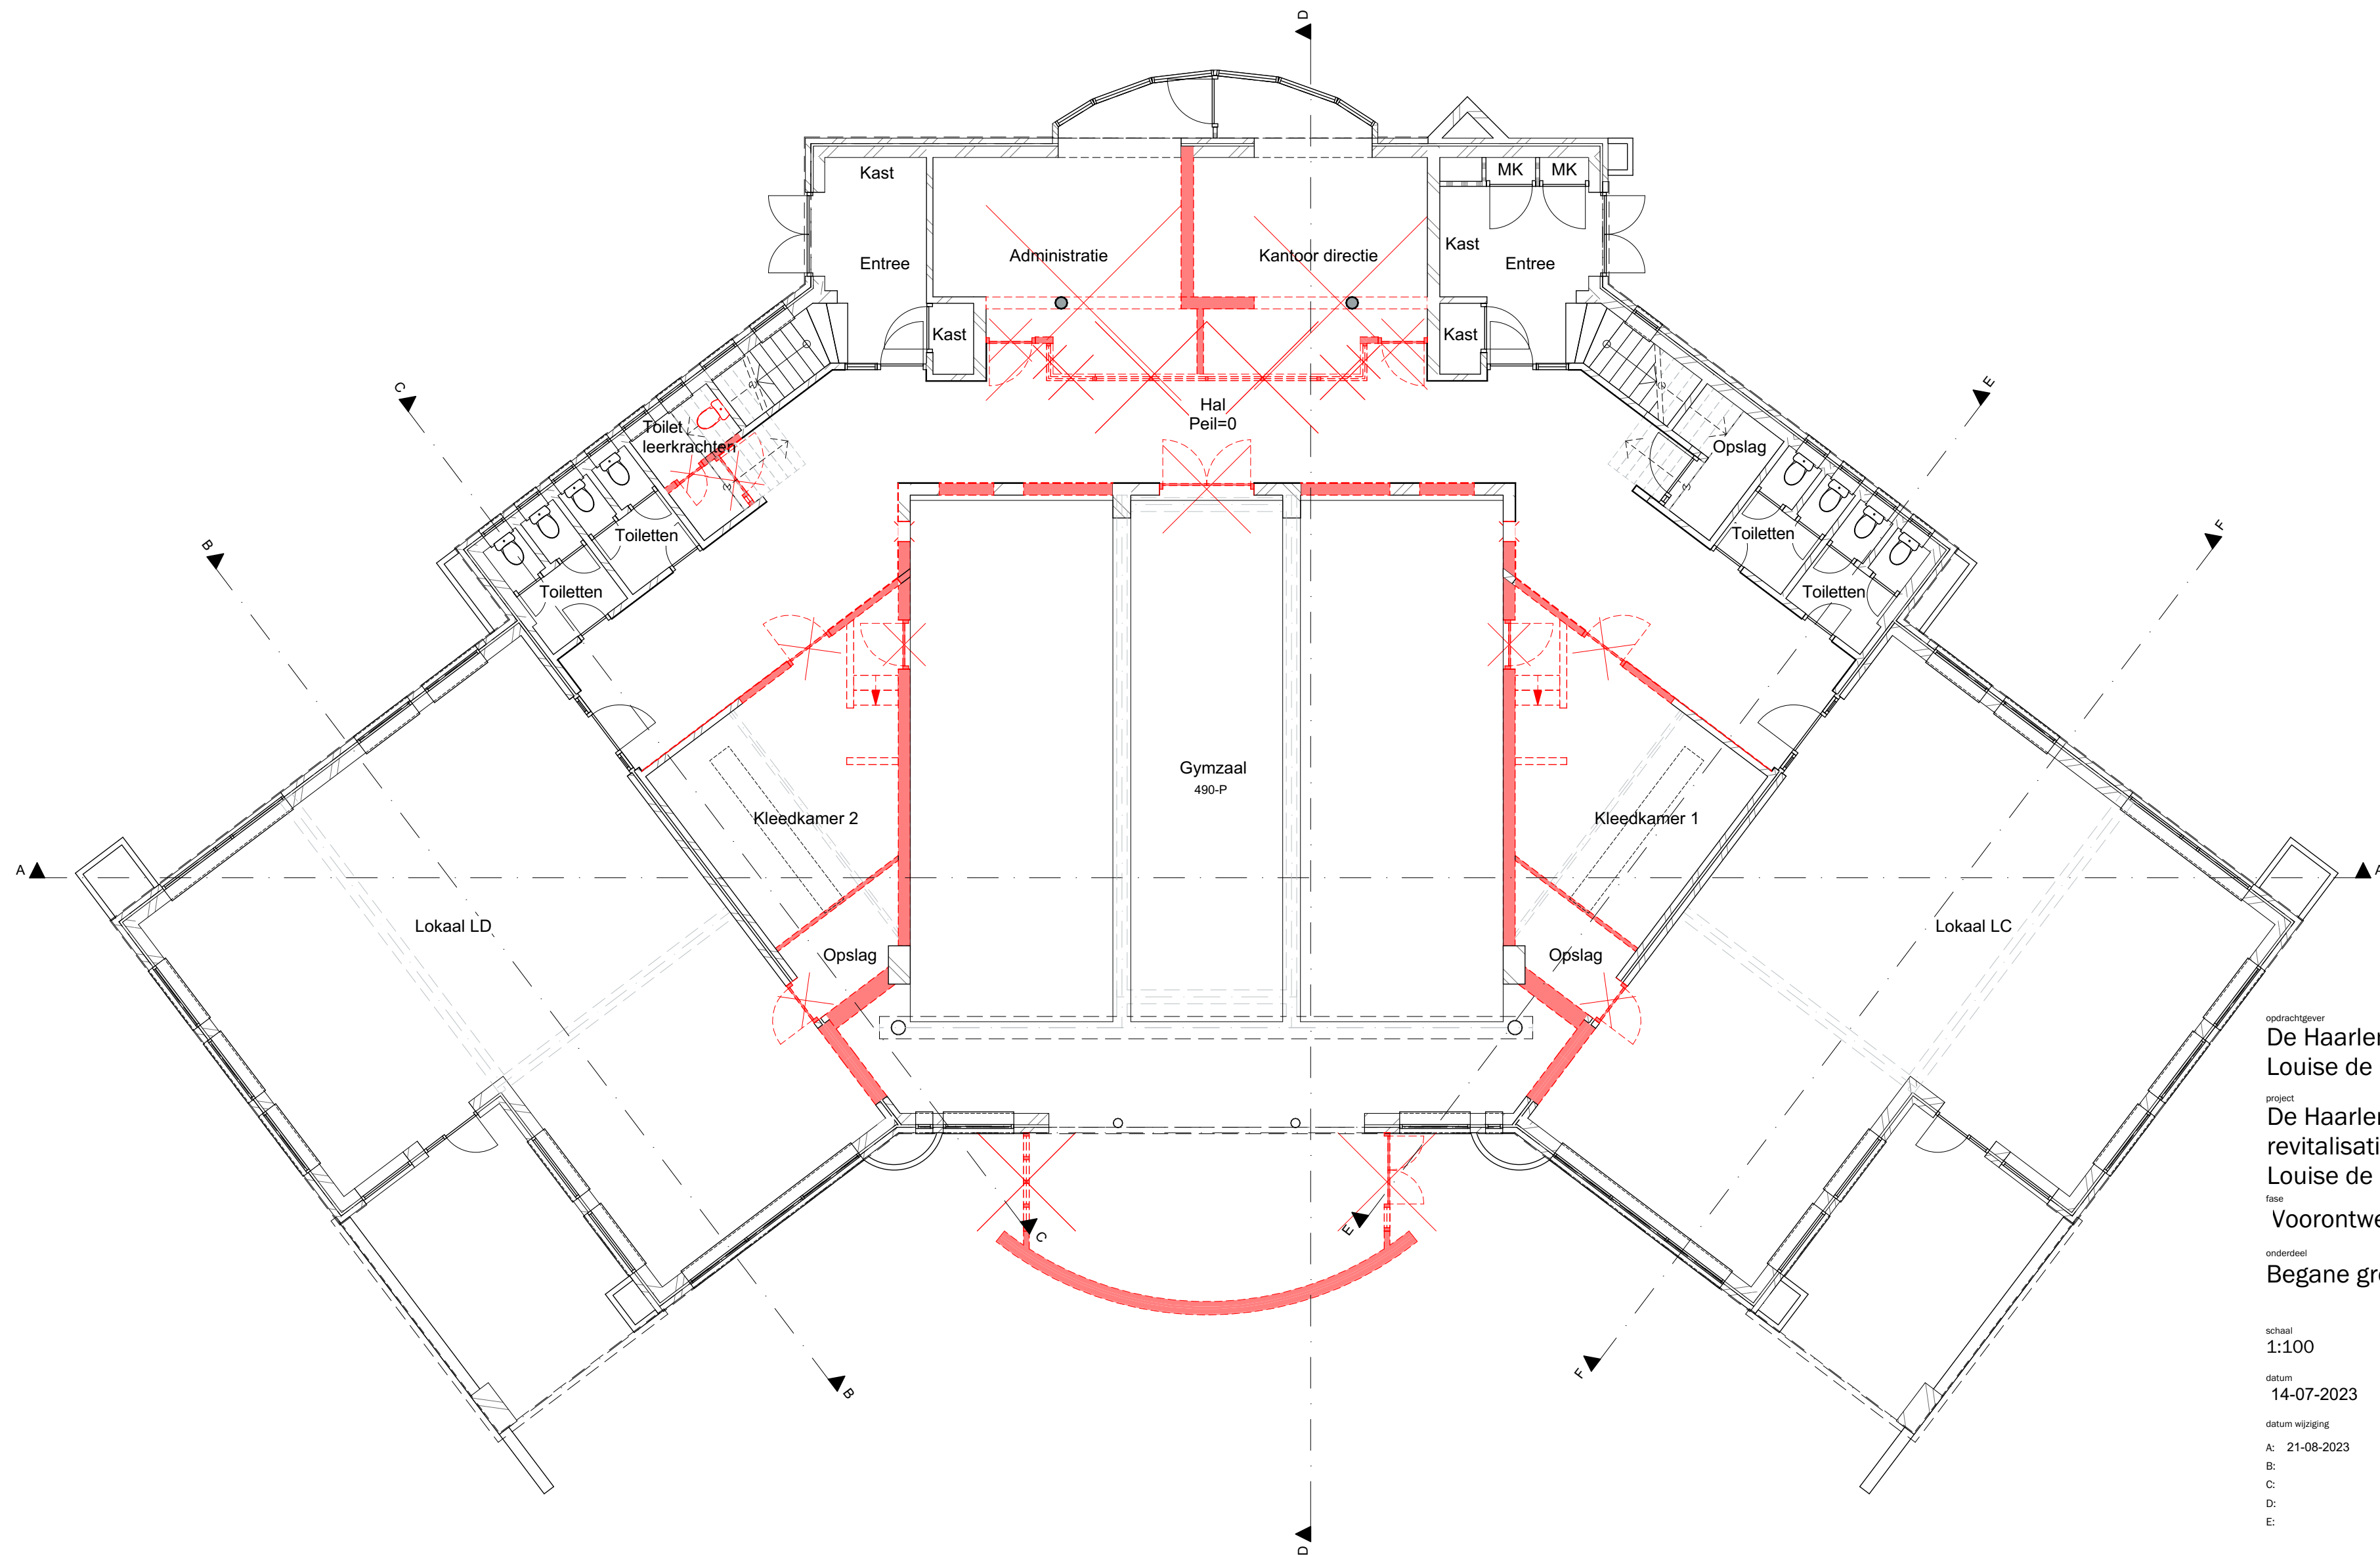 D
Kast
MK
MK
Kast
Administratie
Kantoor directie
Entree
Entree
Kast
Kast
C
E
Hal
Peil=0
Toilet
leerkrachten
Opslag
B
F
Toiletten
Toiletten
Toiletten
Toiletten
Gymzaal
490-P
Kleedkamer 2
Kleedkamer 1
A
A
Lokaal LD
Lokaal LC
Opslag
Opslag
C
E
B
F
D
opdrachtgever
De Haarle
Louise de
project
De Haarle
revitalisati
Louise de
fase
Voorontwe
onderdeel
Begane gr
schaal
1:100
datum
14-07-2023
datum wijziging
A: 21-08-2023
B:
C:
D:
E: